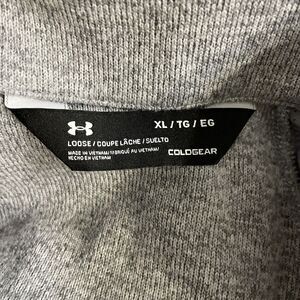 XL / TG / EG
LOOSE / COUPE LÂCHE / SUELTO
MADE IN VIETNAM/FABRIQUÉ AU VIETNAM/
HECHO EN VIETNAM
COLDGEAR